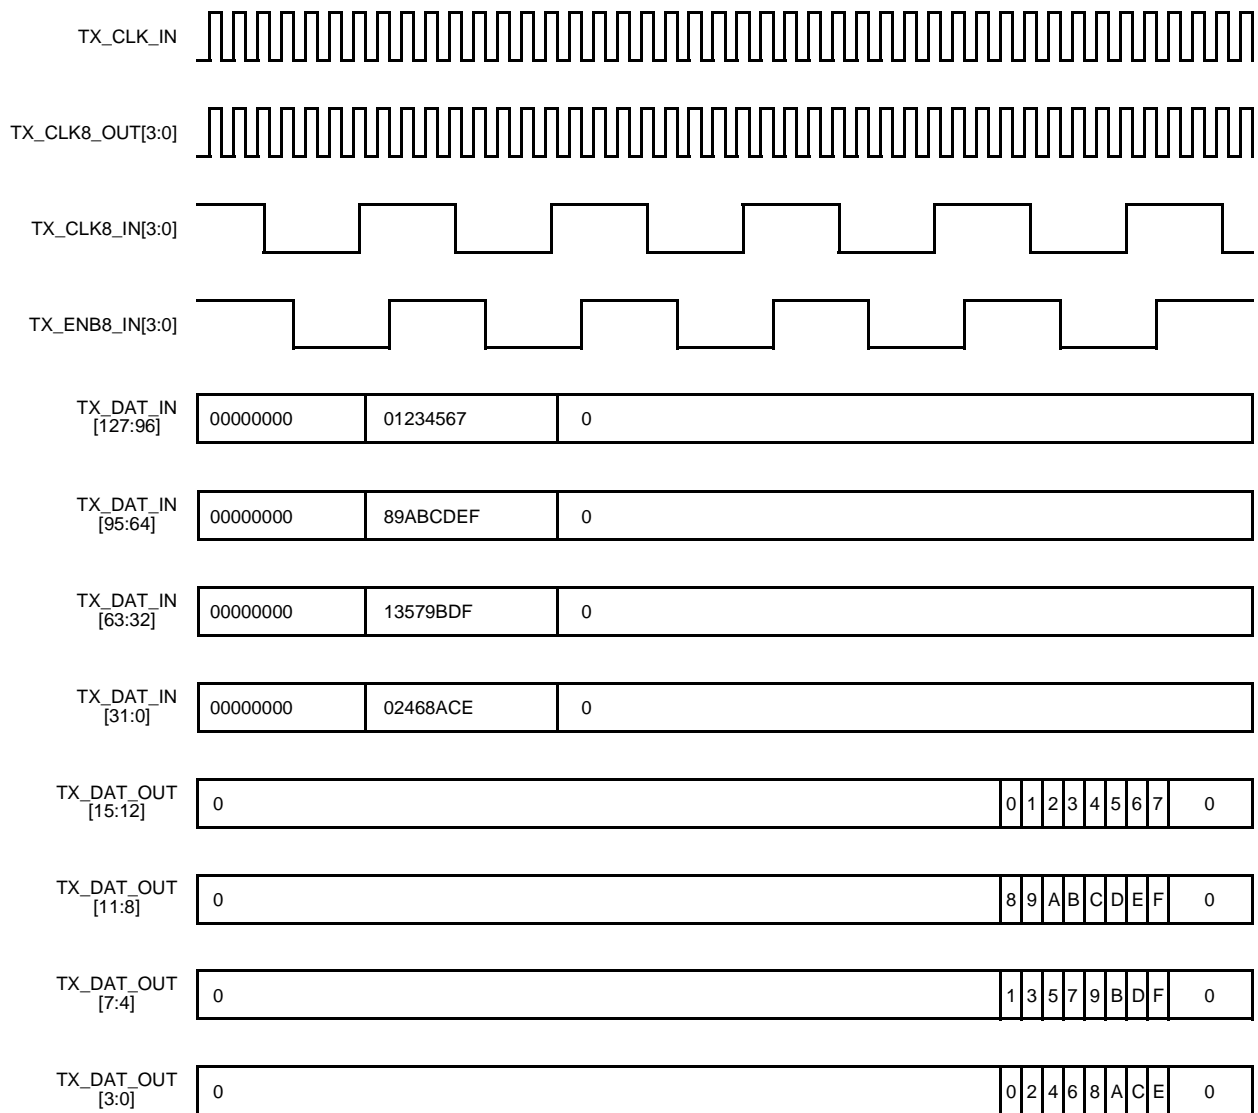 TX_CLK_IN
TX_CLK8_OUT[3:0]
TX_CLK8_IN[3:0]
TX_ENB8_IN[3:0]
TX_DAT_IN
[127:96]
00000000 01234567 0
TX_DAT_IN
[95:64]
00000000 89ABCDEF 0
TX_DAT_IN
[63:32]
00000000 13579BDF 0
TX_DAT_IN
[31:0]
00000000 02468ACE 0
TX_DAT_OUT
[15:12]
0 0 1 2 3 4 5 6 7 0
TX_DAT_OUT
[11:8]
0 8 9 A B C D E F 0
TX_DAT_OUT
[7:4]
0 1 3 5 7 9 B D F 0
TX_DAT_OUT
[3:0]
0 0 2 4 6 8 A C E 0